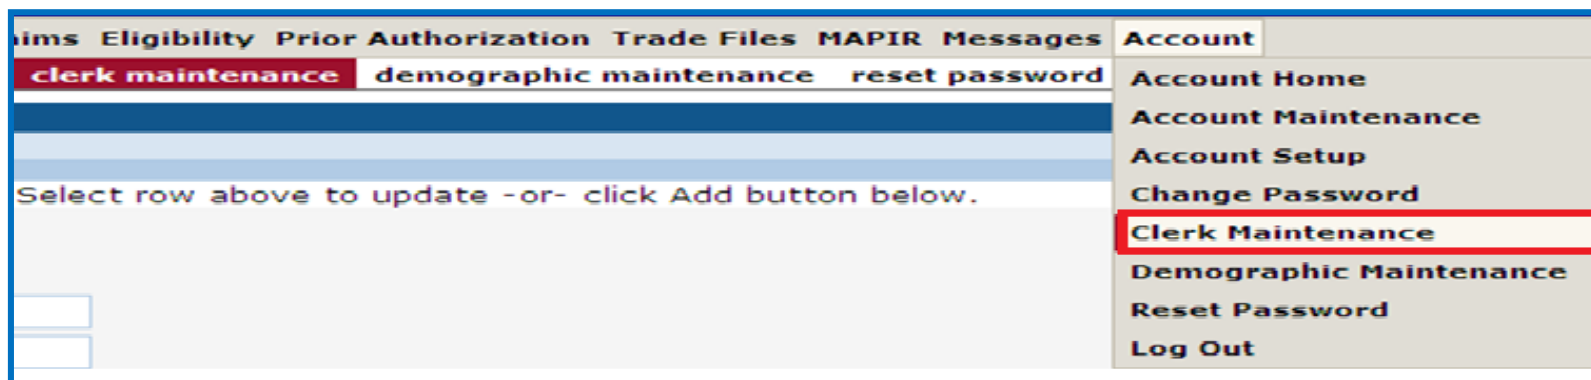 ims Eligibility Prior Authorization Trade Files MAPIR Messages Account
clerk maintenance demographic maintenance reset password
Account Home
Account Maintenance
Account Setup
Select row above to update -or- click Add button below.
Change Password
Clerk Maintenance
Demographic Maintenance
Reset Password
Log Out